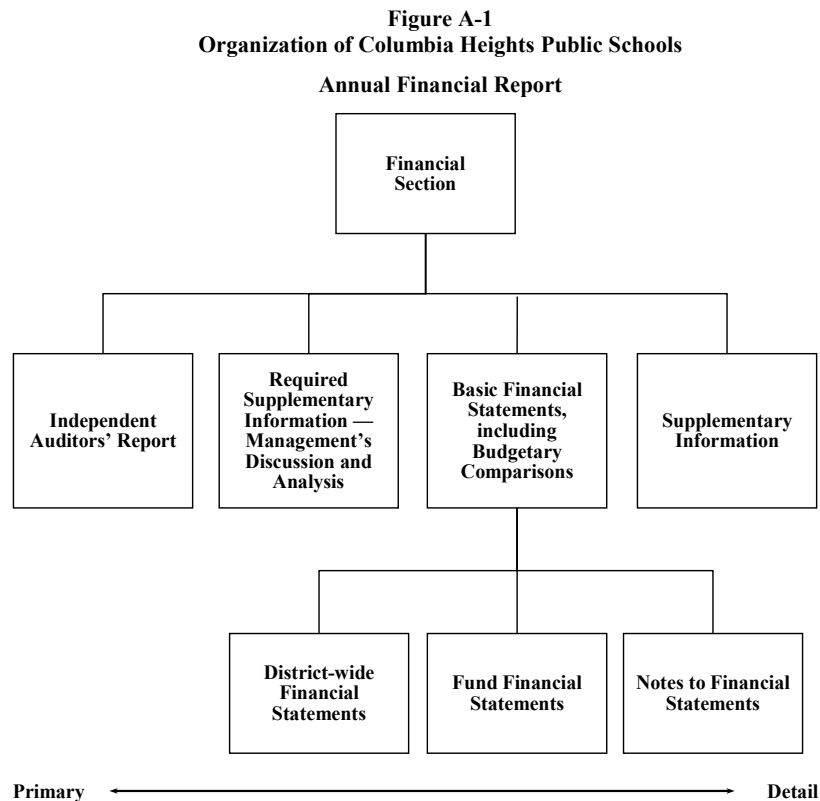 Figure A-1
Organization of Columbia Heights Public Schools
Annual Financial Report
Financial
Section
Independent
Auditors’ Report
Required
Supplementary
Information —
Management’s
Discussion and
Analysis
Basic Financial
Statements,
including
Budgetary
Comparisons
Supplementary
Information
District-wide
Financial
Statements
Fund Financial
Statements
Notes to Financial
Statements
Primary
Detail